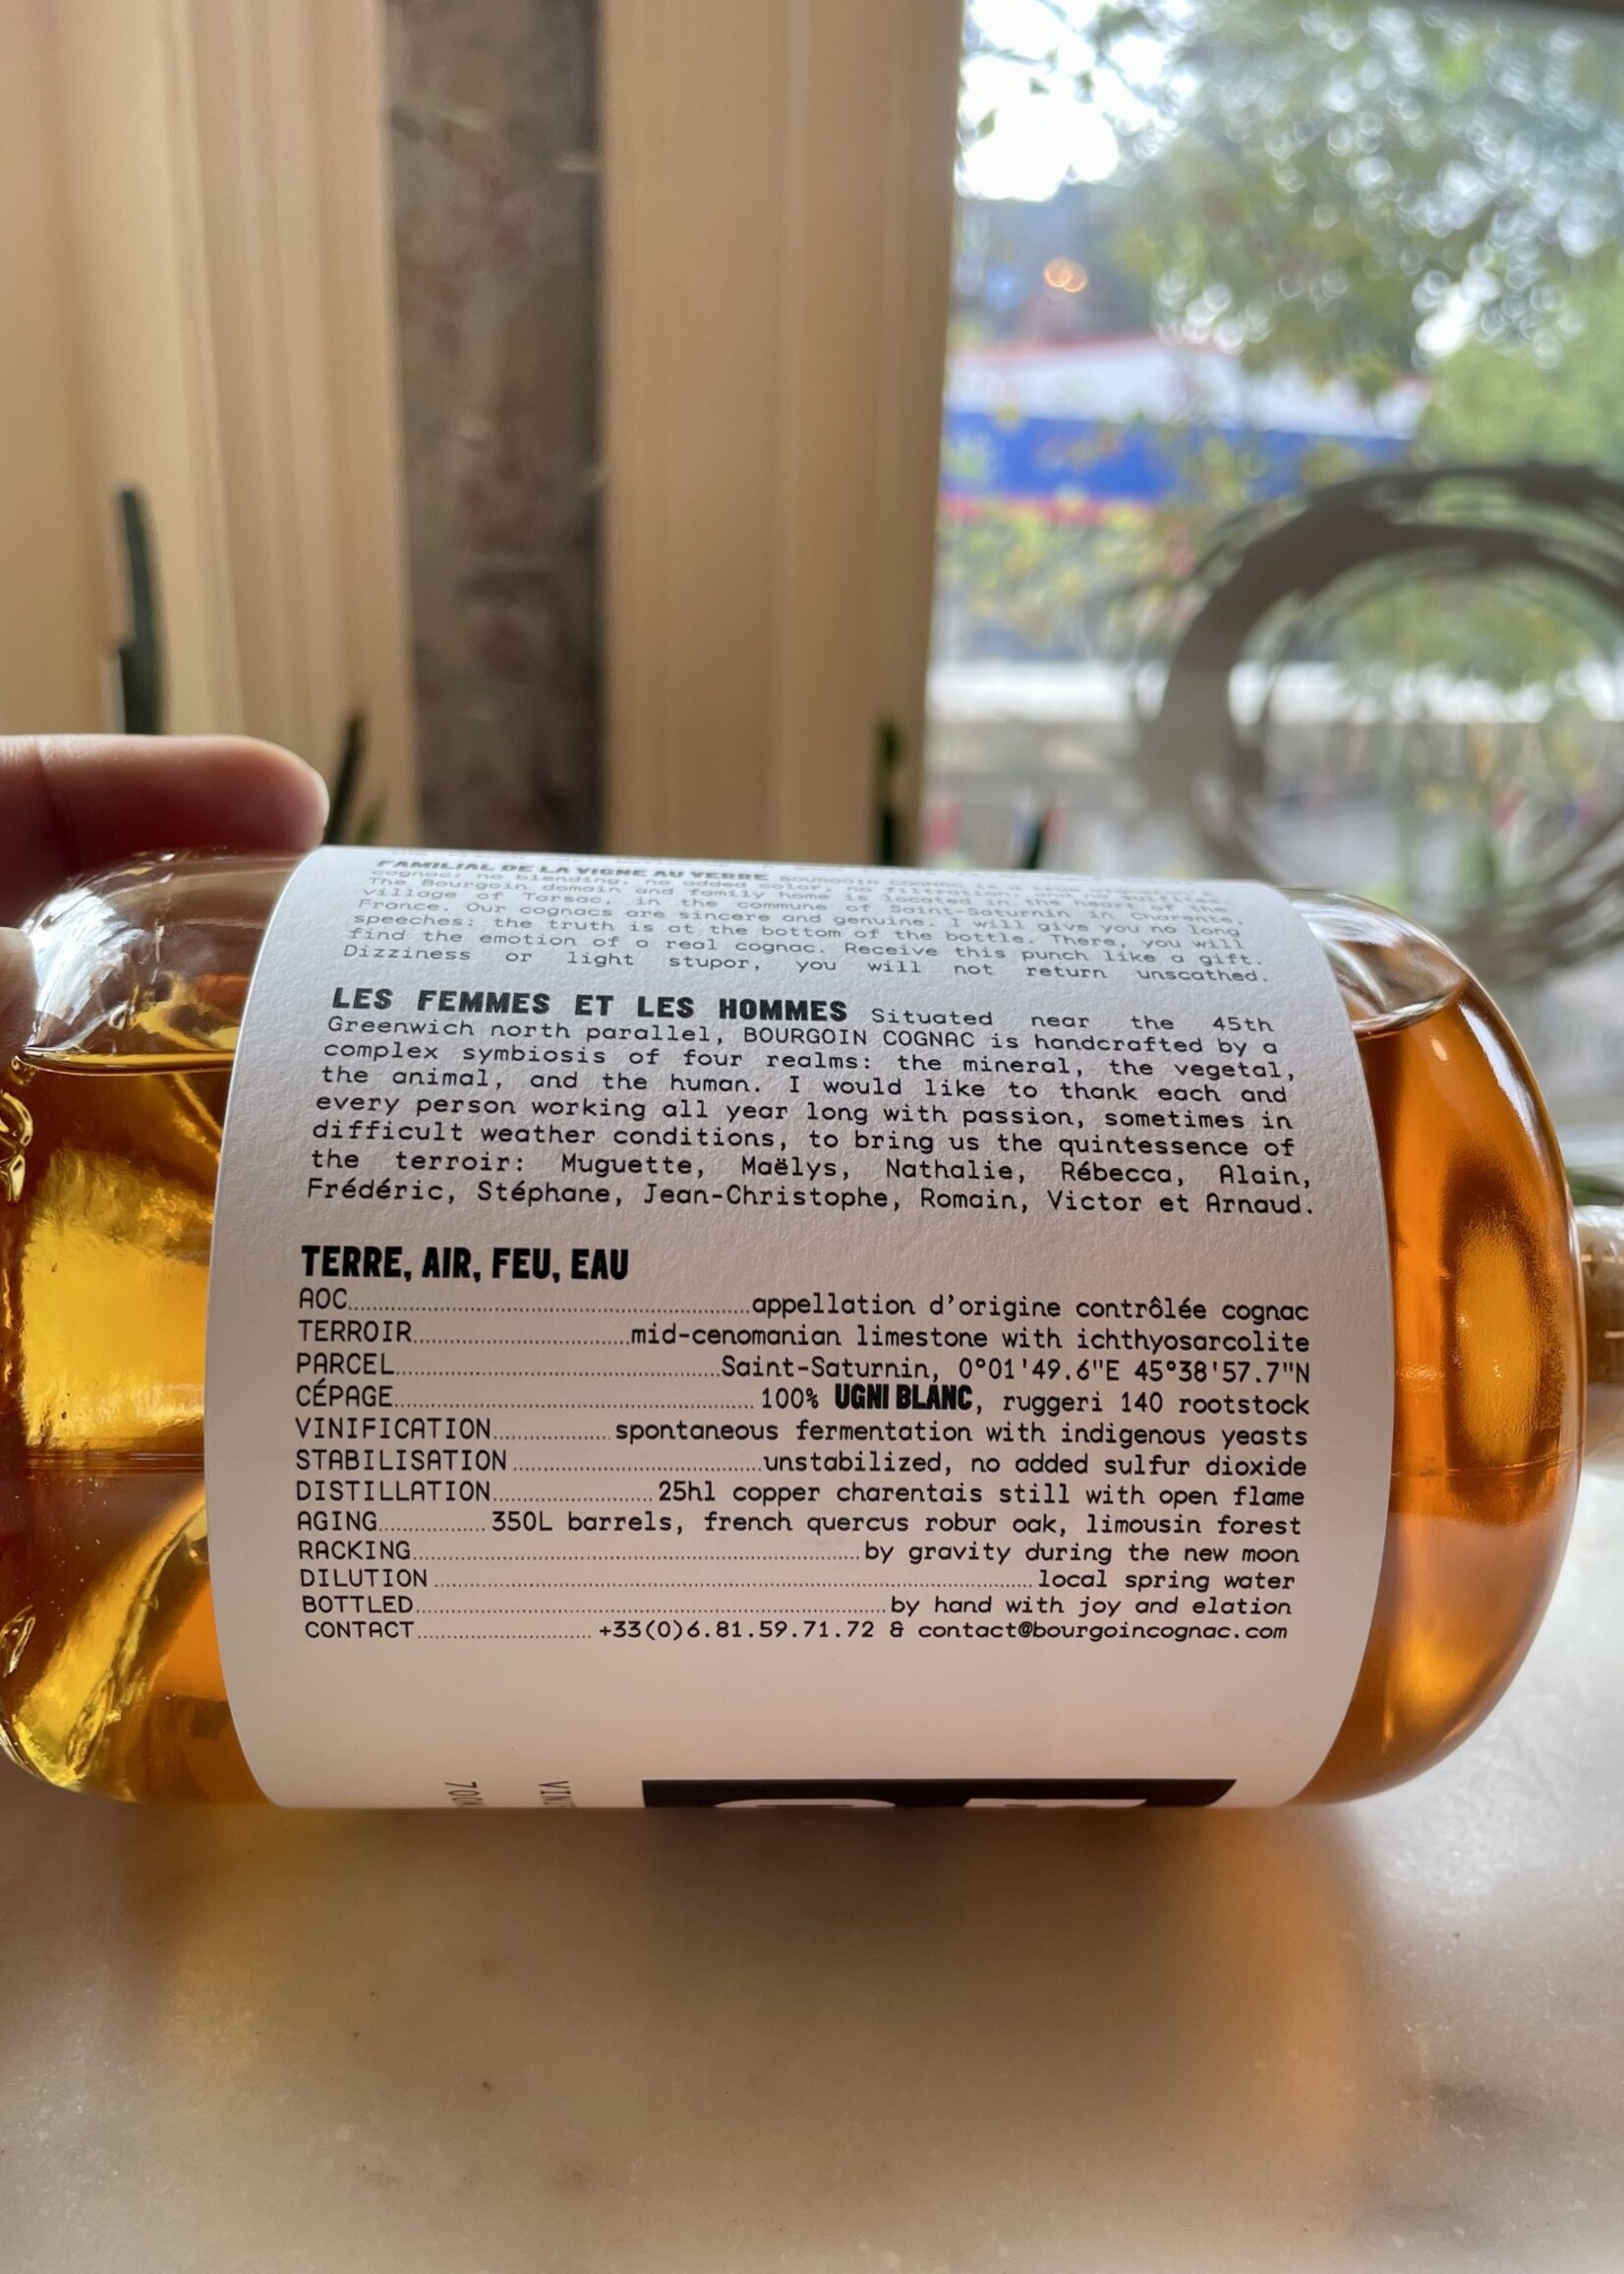 FAMILIAL DE LA VIGNE AU VERRE BOURGOIN COGNAC is a true
cognac: no blending, no added color, no filtration, no sulfites
The Bourgoin domain and family home is located in the heart of the
village of Tarsac, in the commune of Saint-Saturnin in Charente,
France. Our cognacs are sincere and genuine. I will give you no long
speeches: the truth is at the bottom of the bottle. There, you will
find the emotion of a real cognac. Receive this punch like a gift.
Dizziness or light stupor, you will not return unscathed.
LES FEMMES ET LES HOMMES Situated near the 45th
Greenwich north parallel, BOURGOIN COGNAC is handcrafted by a
complex symbiosis of four realms: the mineral, the vegetal,
the animal, and the human. I would like to thank each and
every person working all year long with passion, sometimes in
difficult weather conditions, to bring us the quintessence of
the terroir: Muguette, Maëlys, Nathalie, Rébecca, Alain,
Frédéric, Stéphane, Jean-Christophe, Romain, Victor et Arnaud.
TERRE, AIR, FEU, EAU
AOC appellation d'origine contrôlée cognac
TERROIR mid-cenomanian limestone with ichthyosarcolite
PARCEL Saint-Saturnin, 0°01'49.6"E 45°38'57.7"N
CÉPAGE 100% UGNI BLANC, ruggeri 140 rootstock
VINIFICATION spontaneous fermentation with indigenous yeasts
STABILISATION unstabilized, no added sulfur dioxide
DISTILLATION 25hl copper charentais still with open flame
AGING 350L barrels, french quercus robur oak, limousin forest
RACKING by gravity during the new moon
DILUTION local spring water
BOTTLED by hand with joy and elation
CONTACT +33(0)6.81.59.71.72 & contact@bourgoincognac.com